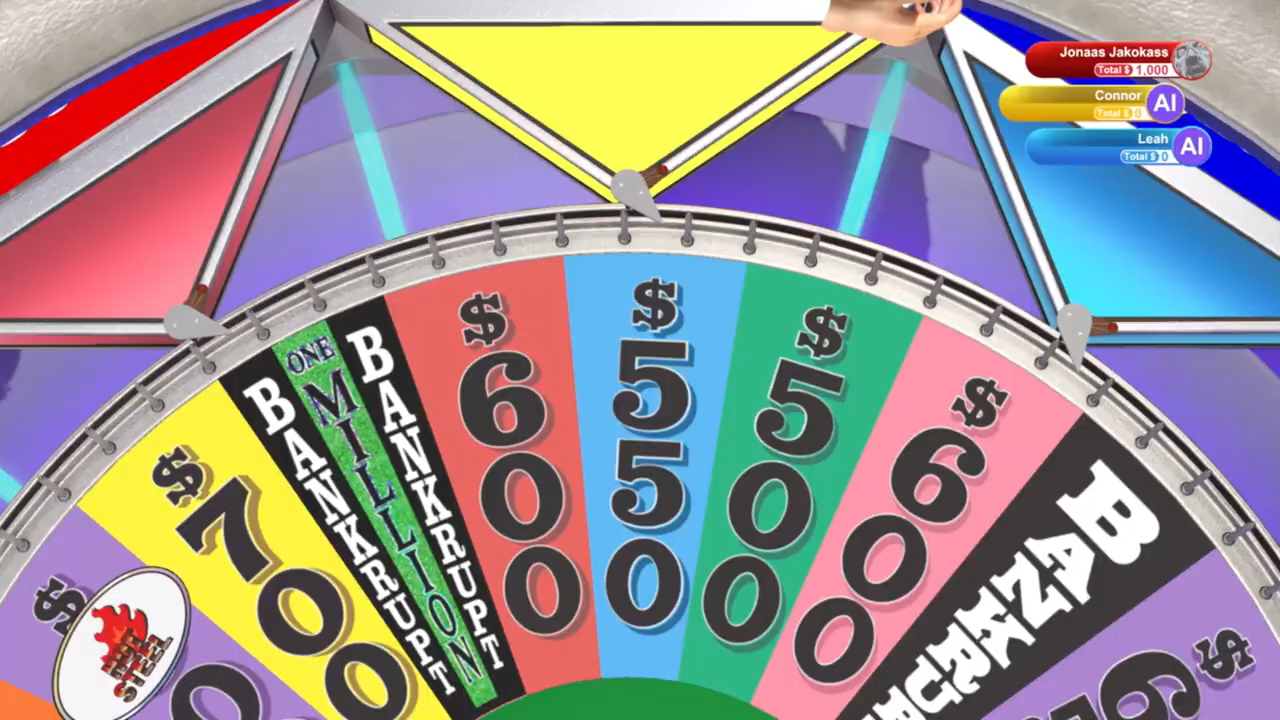 Jonaas Jakokass
Total $ 1,000
Connor
AI
Total $ 0
Leah
AI
Total $ 0
$
$700
BANKRUPT
ONE MILLION
BANKRUPT
$600
$550
$500
$600
BANKRUPT
$6